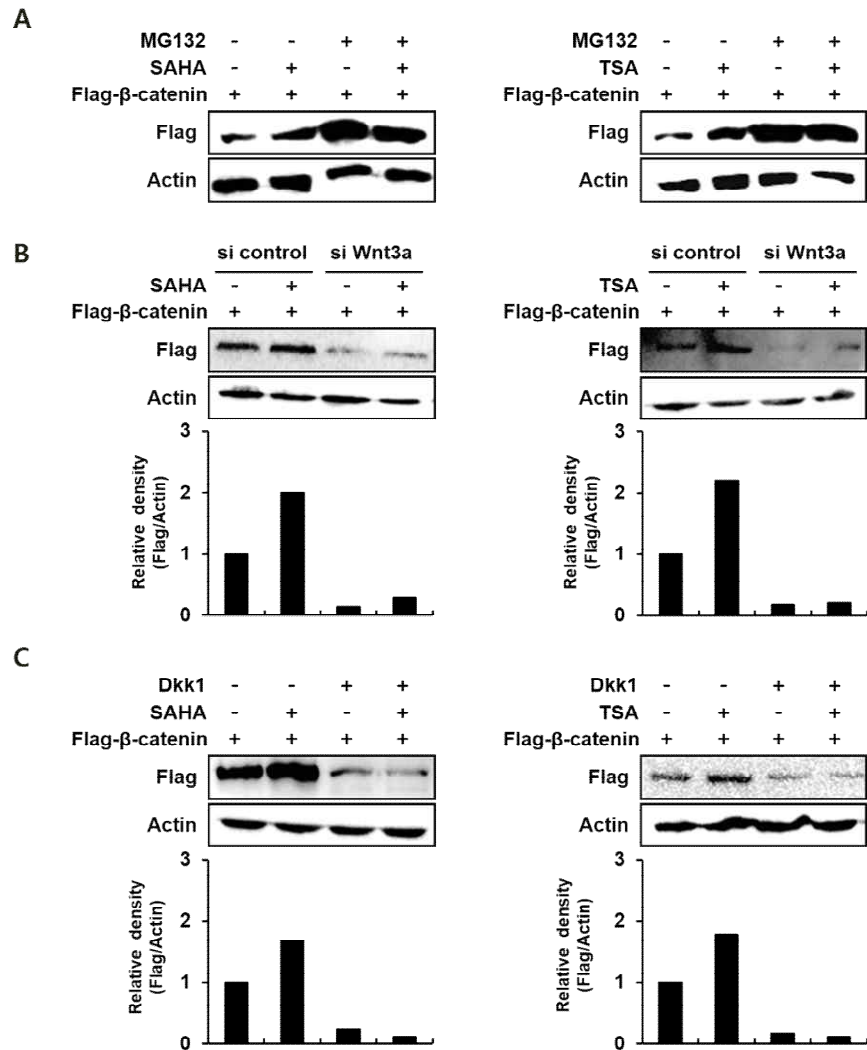 A
MG132 - - + +
SAHA - + - +
Flag-β-catenin + + + +
Flag
Actin
MG132 - - + +
TSA - + - +
Flag-β-catenin + + + +
Flag
Actin
B
si control si Wnt3a
SAHA - + - +
Flag-β-catenin + + + +
Flag
Actin
3
2
1
0
Relative density
(Flag/Actin)
si control si Wnt3a
TSA - + - +
Flag-β-catenin + + + +
Flag
Actin
3
2
1
0
Relative density
(Flag/Actin)
C
Dkk1 - - + +
SAHA - + - +
Flag-β-catenin + + + +
Flag
Actin
3
2
1
0
Relative density
(Flag/Actin)
Dkk1 - - + +
TSA - + - +
Flag-β-catenin + + + +
Flag
Actin
3
2
1
0
Relative density
(Flag/Actin)